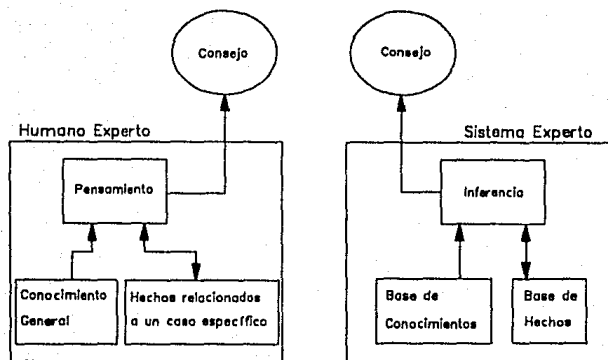 Consejo
Consejo
Humano Experto
Sistema Experto
Pensamiento
Inferencia
Conocimiento
General
Hechos relacionados
a un caso específico
Base de
Conocimientos
Base de
Hechos